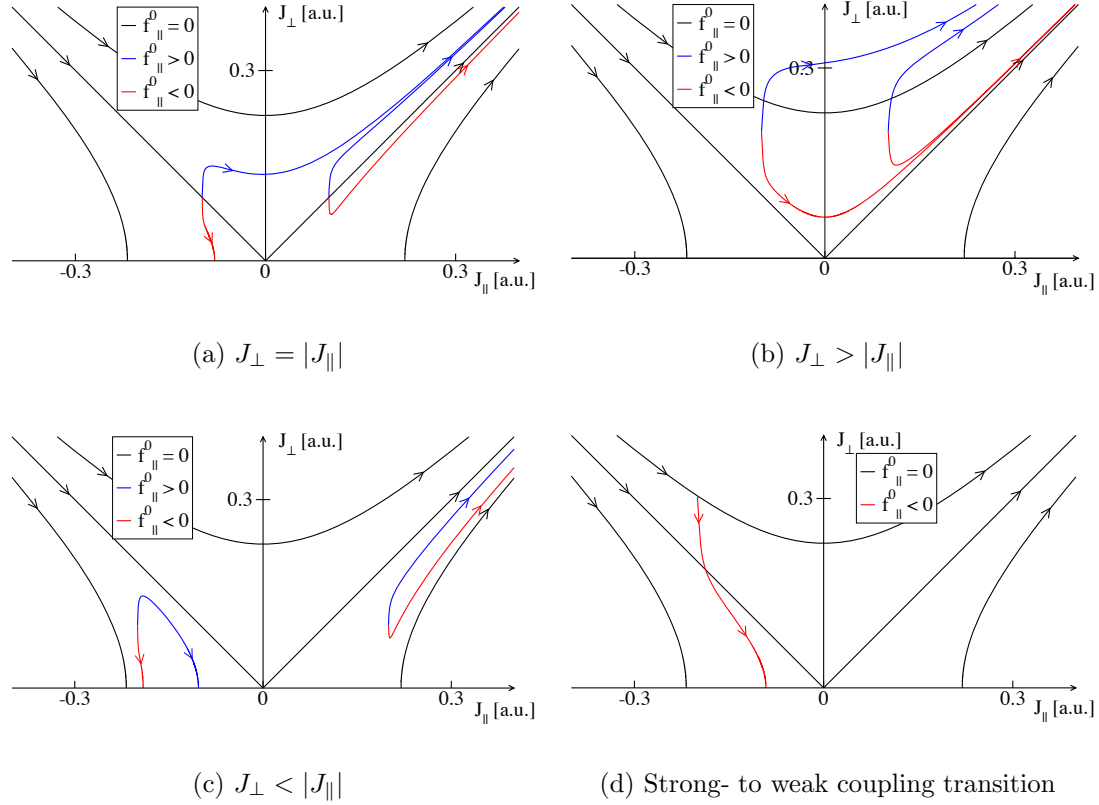 J⊥ [a.u.]
f⁰∥ = 0
f⁰∥ > 0
f⁰∥ < 0
0.3
-0.3 0 0.3
J∥ [a.u.]
(a) J⊥ = |J∥|
J⊥ [a.u.]
f⁰∥ = 0
f⁰∥ > 0
f⁰∥ < 0
0.3
-0.3 0 0.3
J∥ [a.u.]
(b) J⊥ > |J∥|
J⊥ [a.u.]
f⁰∥ = 0
f⁰∥ > 0
f⁰∥ < 0
0.3
-0.3 0 0.3
J∥ [a.u.]
(c) J⊥ < |J∥|
J⊥ [a.u.]
f⁰∥ = 0
f⁰∥ < 0
0.3
-0.3 0 0.3
J∥ [a.u.]
(d) Strong- to weak coupling transition